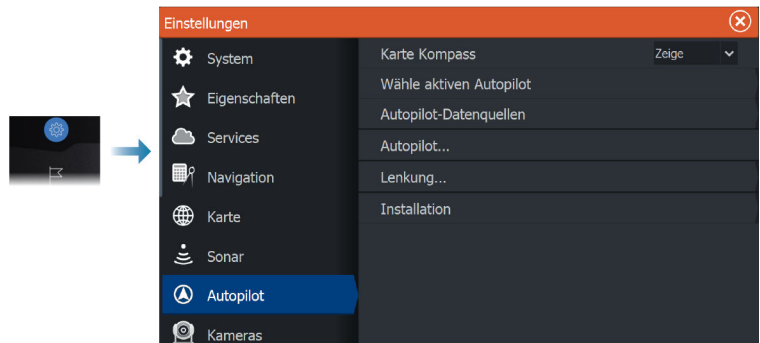 Einstellungen
System
Eigenschaften
Services
Navigation
Karte
Sonar
Autopilot
Kameras
Karte Kompass Zeige
Wähle aktiven Autopilot
Autopilot-Datenquellen
Autopilot...
Lenkung...
Installation